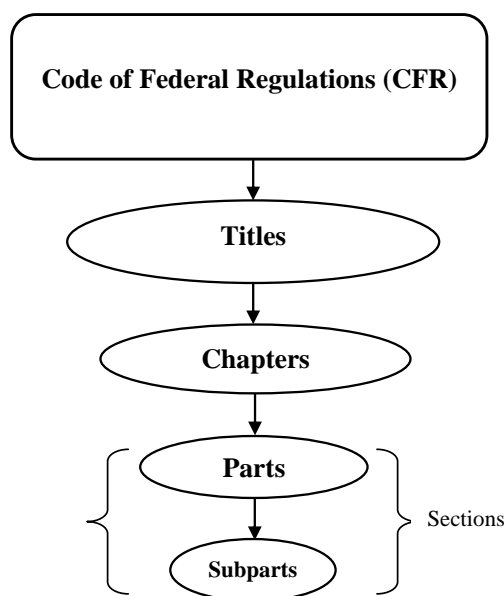 Code of Federal Regulations (CFR)
Titles
Chapters
Parts
Sections
Subparts